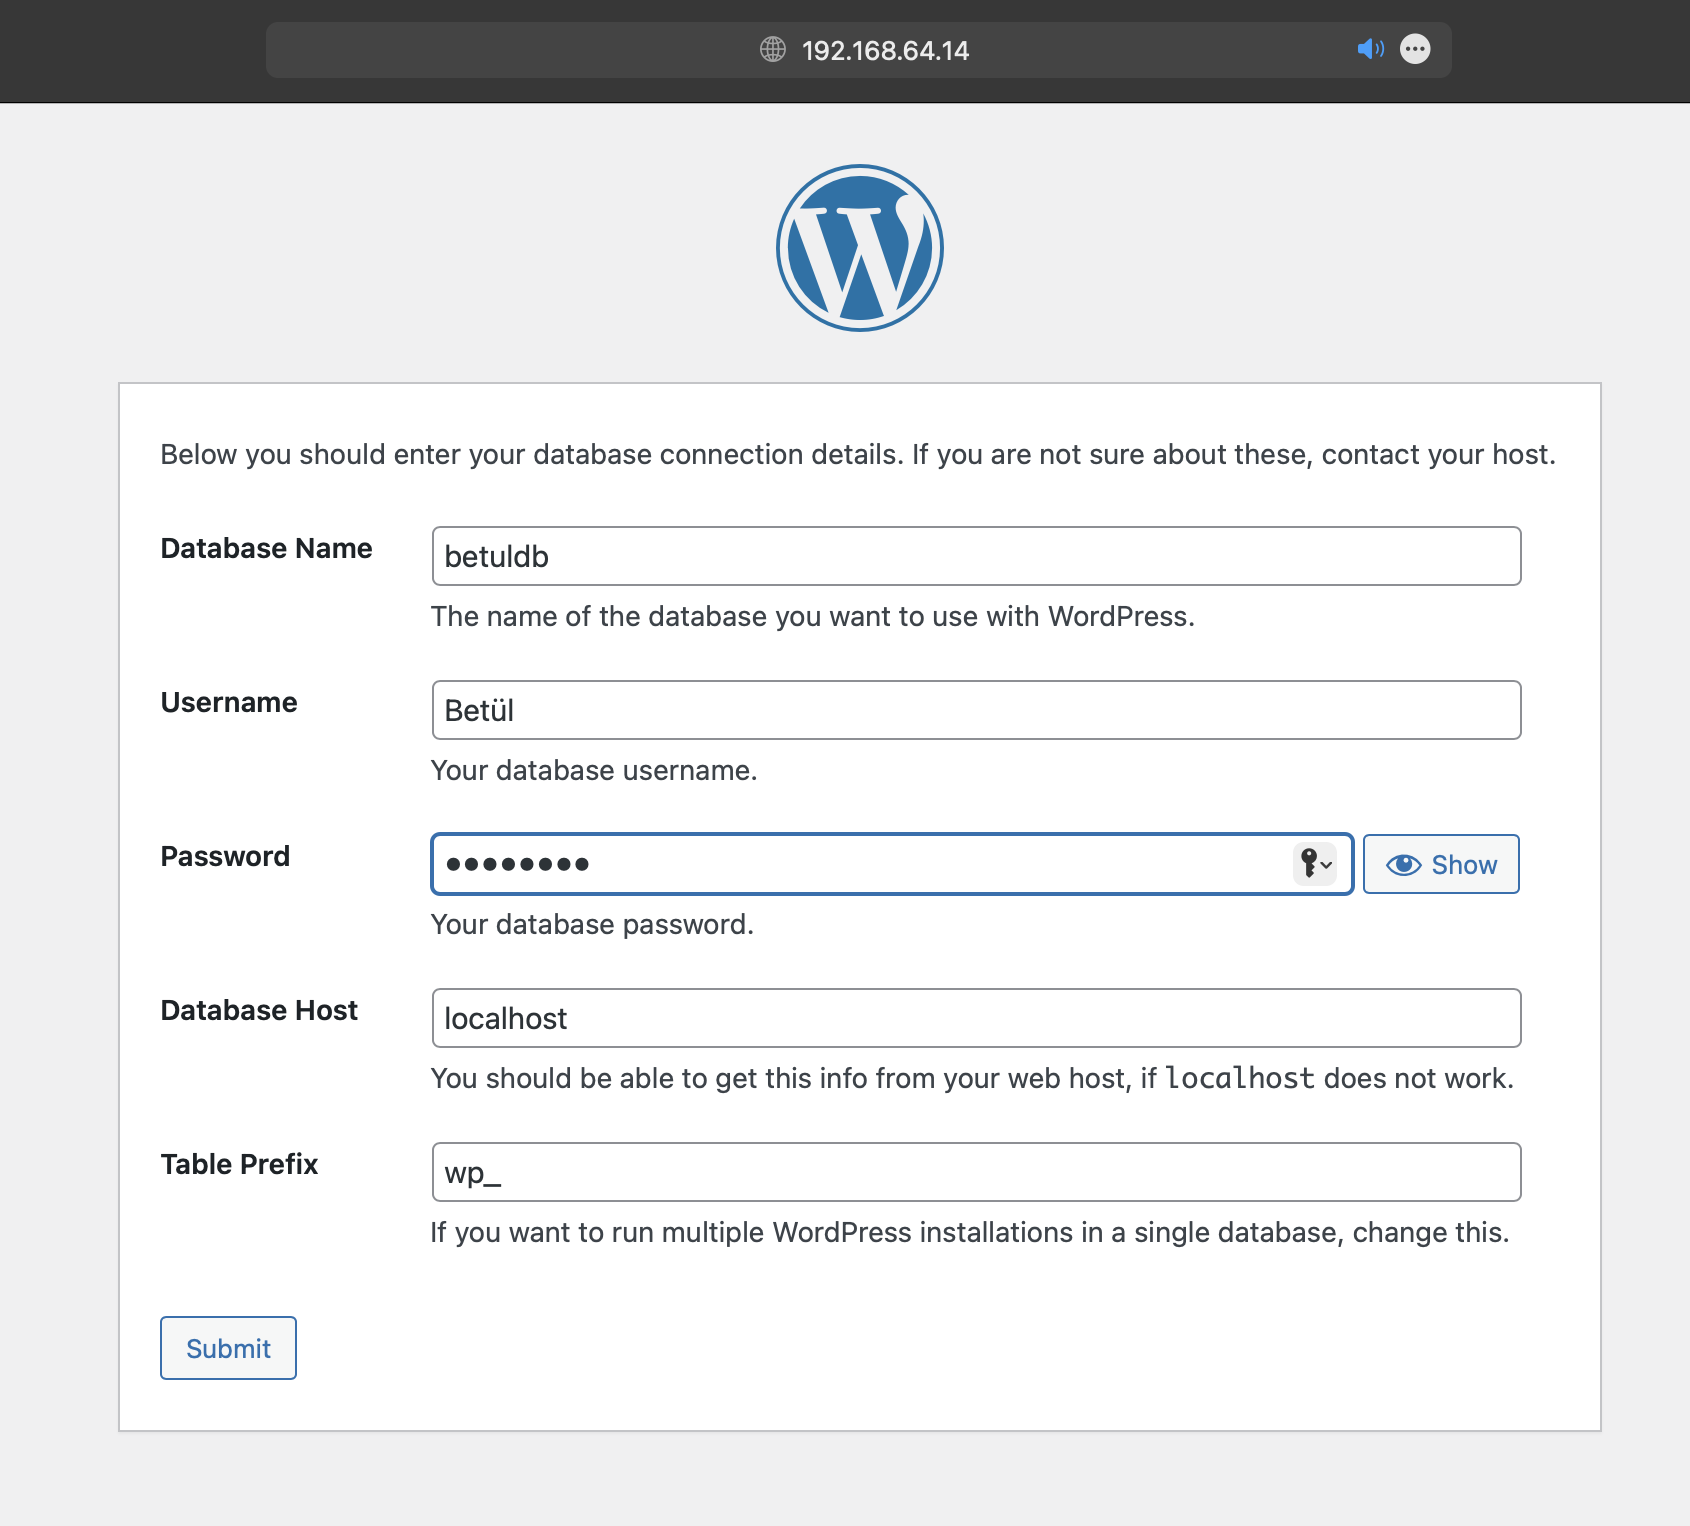 192.168.64.14
Below you should enter your database connection details. If you are not sure about these, contact your host.
Database Name
betuldb
The name of the database you want to use with WordPress.
Username
Betül
Your database username.
Password
••••••••
Show
Your database password.
Database Host
localhost
You should be able to get this info from your web host, if localhost does not work.
Table Prefix
wp_
If you want to run multiple WordPress installations in a single database, change this.
Submit